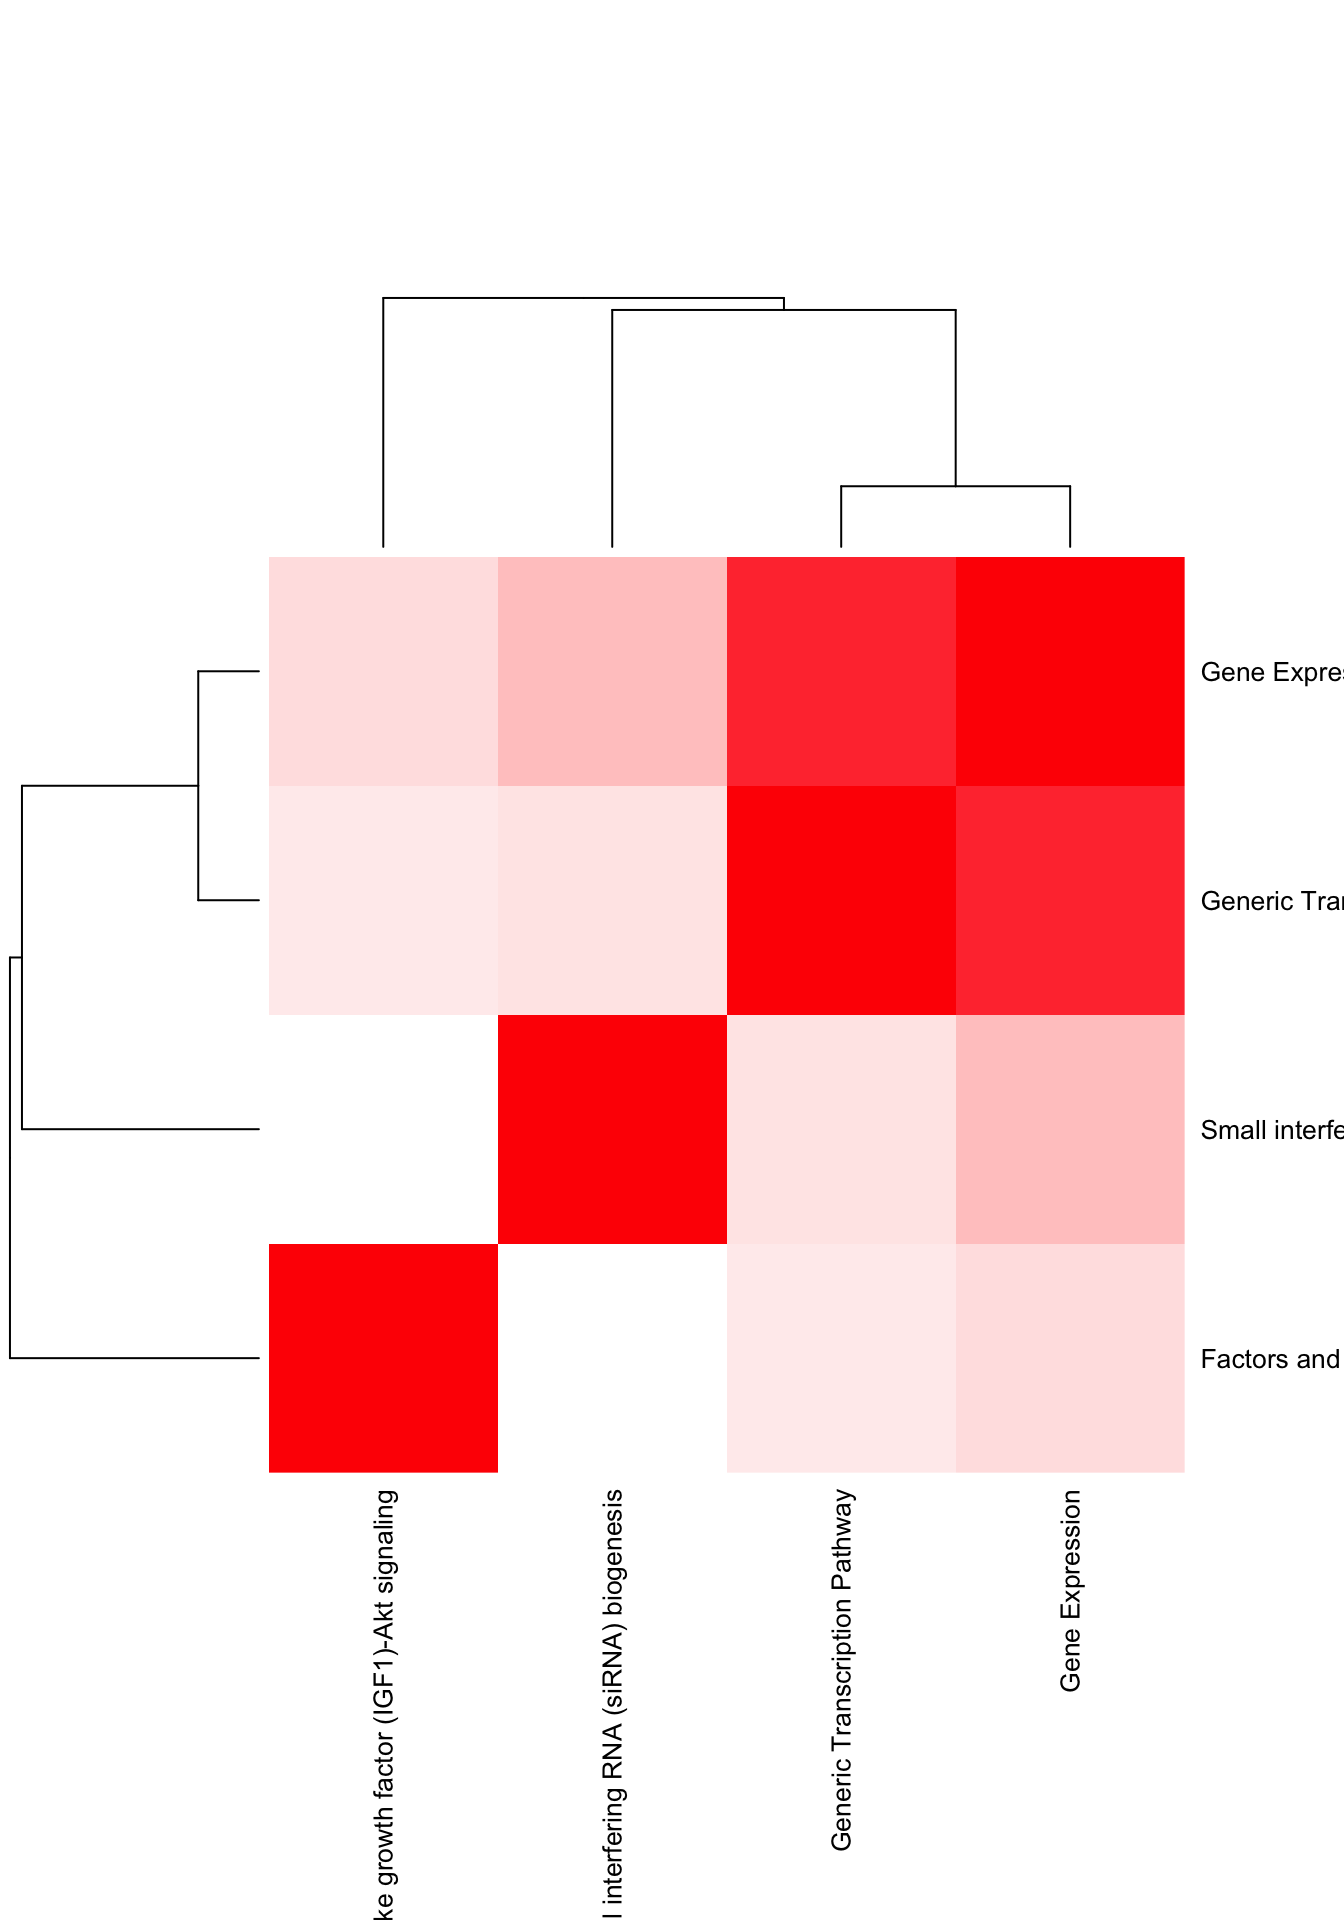 Gene Expres
Generic Tran
Small interfe
Factors and
ke growth factor (IGF1)-Akt signaling
l interfering RNA (siRNA) biogenesis
Generic Transcription Pathway
Gene Expression